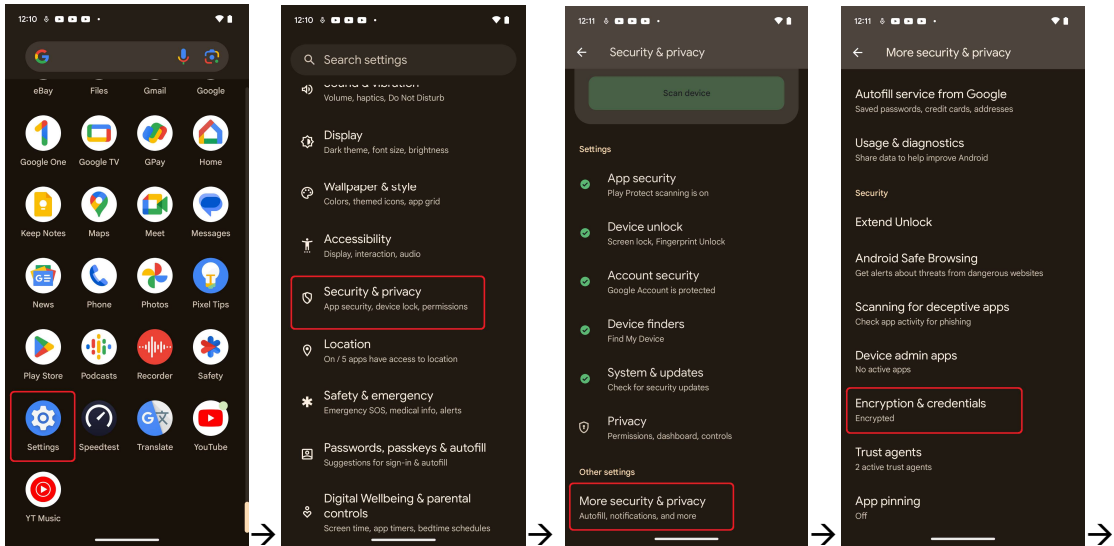 12:10
eBay Files Gmail Google
Google One Google TV GPay Home
Keep Notes Maps Meet Messages
GE
News Phone Photos Pixel Tips
Play Store Podcasts Recorder Safety
G
Settings Speedtest Translate YouTube
YT Music
12:10
Search settings
Sound & vibration
Volume, haptics, Do Not Disturb
Display
Dark theme, font size, brightness
Wallpaper & style
Colors, themed icons, app grid
Accessibility
Display, interaction, audio
Security & privacy
App security, device lock, permissions
Location
On / 5 apps have access to location
Safety & emergency
Emergency SOS, medical info, alerts
Passwords, passkeys & autofill
Suggestions for sign-in & autofill
Digital Wellbeing & parental
controls
Screen time, app timers, bedtime schedules
12:11
Security & privacy
Scan device
Settings
App security
Play Protect scanning is on
Device unlock
Screen lock, Fingerprint Unlock
Account security
Google Account is protected
Device finders
Find My Device
System & updates
Check for security updates
Privacy
Permissions, dashboard, controls
Other settings
More security & privacy
Autofill, notifications, and more
12:11
More security & privacy
Autofill service from Google
Saved passwords, credit cards, addresses
Usage & diagnostics
Share data to help improve Android
Security
Extend Unlock
Android Safe Browsing
Get alerts about threats from dangerous websites
Scanning for deceptive apps
Check app activity for phishing
Device admin apps
No active apps
Encryption & credentials
Encrypted
Trust agents
2 active trust agents
App pinning
Off